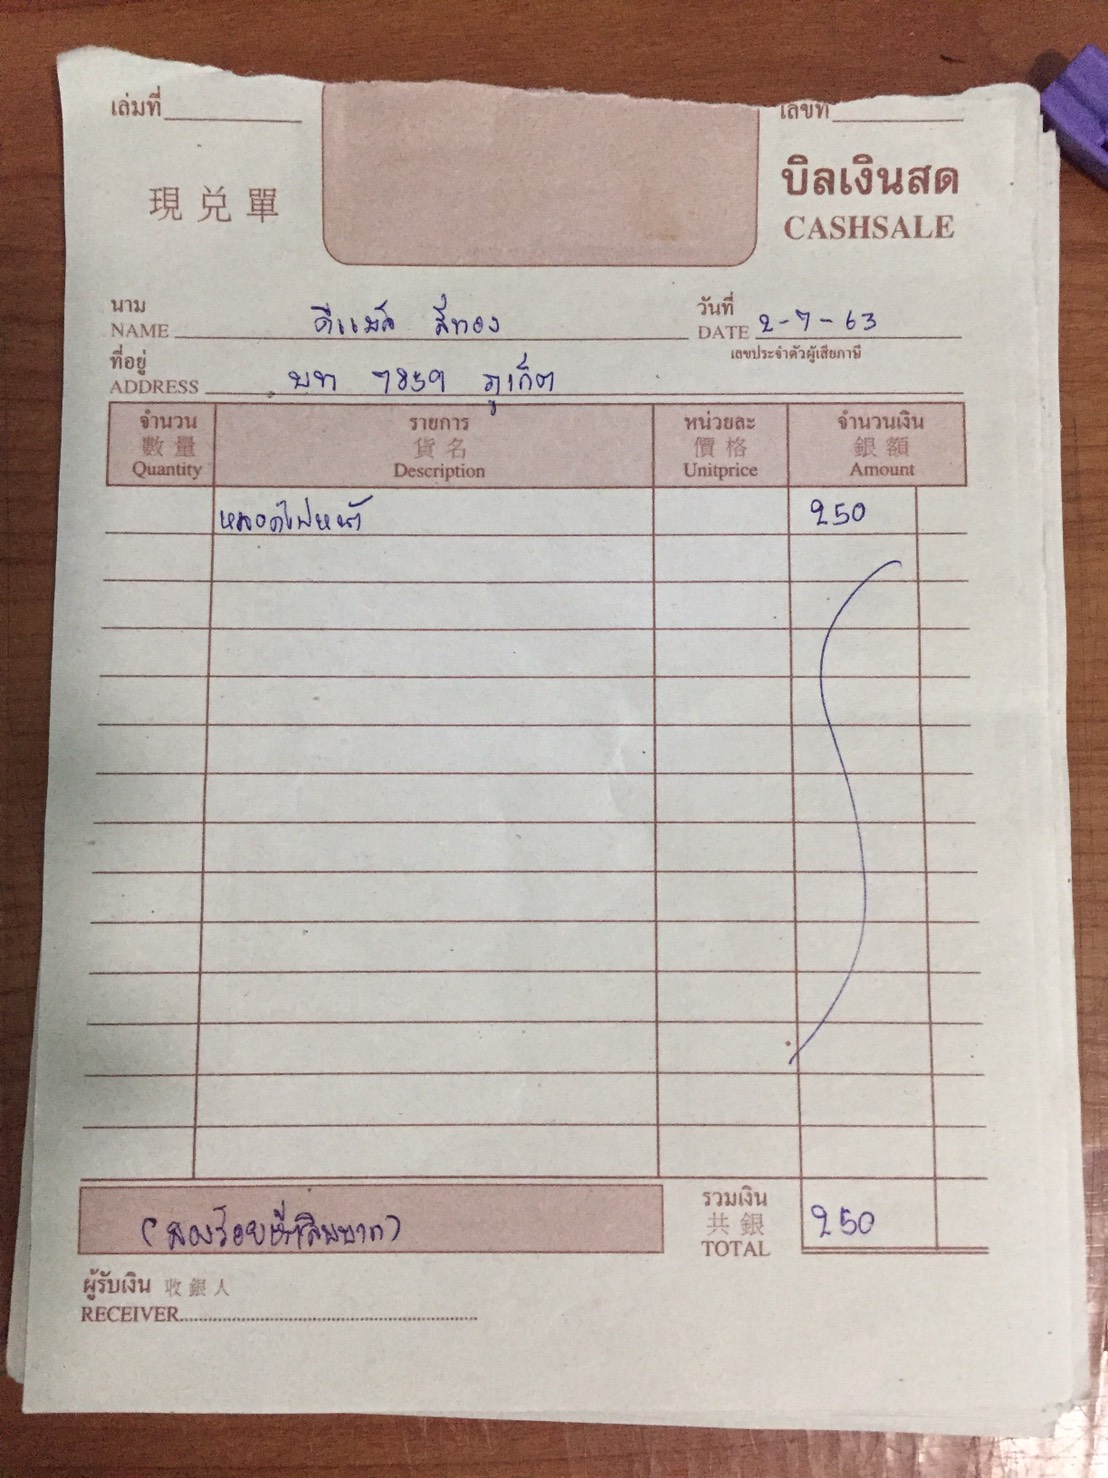 เล่มที่ เลขที่
現兑單
บิลเงินสด
CASHSALE
นาม
NAME ดีแม็ค สีทอง
วันที่
DATE 2-7-63
เลขประจำตัวผู้เสียภาษี
ที่อยู่
ADDRESS บท 7859 ภูเก็ต
จำนวน รายการ หน่วยละ จำนวนเงิน
數量 貨名 價格 銀額
Quantity Description Unitprice Amount
หลอดไฟหน้า 250
รวมเงิน
共銀
TOTAL 250
(สองร้อยห้าสิบบาท)
ผู้รับเงิน 收銀人
RECEIVER